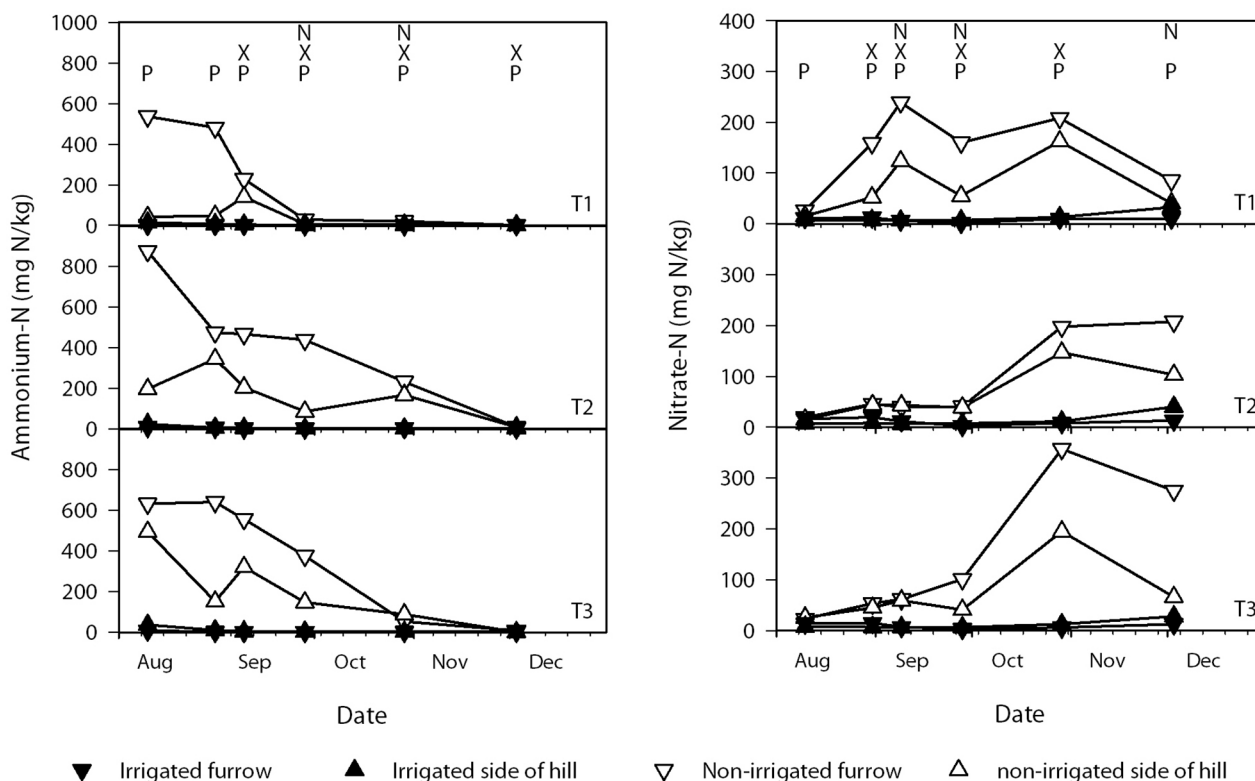 Ammonium-N (mg N/kg)
1000
800
600
400
200
0
800
600
400
200
0
800
600
400
200
0
N N
X X X X
P P P P P P
T1
T2
T3
Aug Sep Oct Nov Dec
Date
Nitrate-N (mg N/kg)
400
300
200
100
0
300
200
100
0
300
200
100
0
N N N
X X X X
P P P P P P
T1
T2
T3
Aug Sep Oct Nov Dec
Date
Irrigated furrow Irrigated side of hill Non-irrigated furrow non-irrigated side of hill